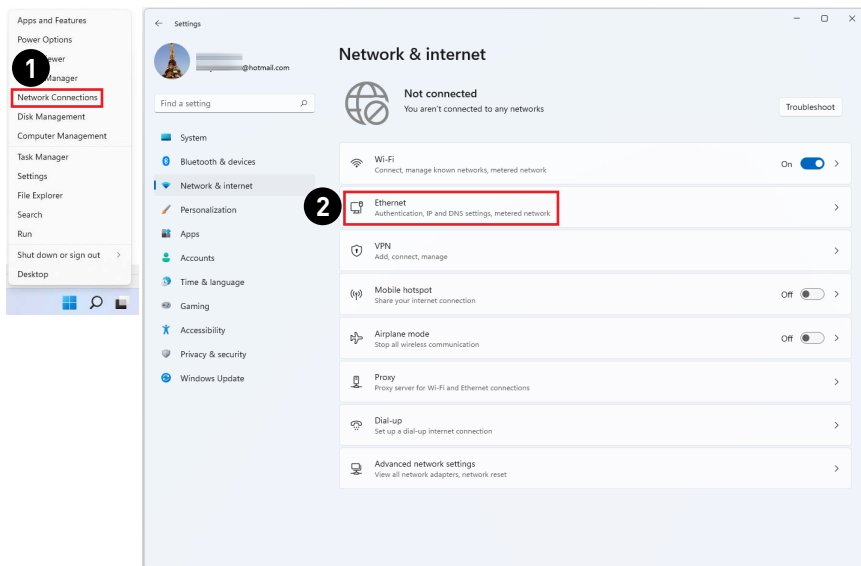 Apps and Features
Power Options
ewer
1
Manager
Network Connections
Disk Management
Computer Management
Task Manager
Settings
File Explorer
Search
Run
Shut down or sign out
Desktop
Settings
@hotmail.com
Find a setting
System
Bluetooth & devices
Network & internet
Personalization
Apps
Accounts
Time & language
Gaming
Accessibility
Privacy & security
Windows Update
Network & internet
Not connected
You aren't connected to any networks
Troubleshoot
Wi-Fi
Connect, manage known networks, metered network
On
2
Ethernet
Authentication, IP and DNS settings, metered network
VPN
Add, connect, manage
Mobile hotspot
Share your internet connection
Off
Airplane mode
Stop all wireless communication
Off
Proxy
Proxy server for Wi-Fi and Ethernet connections
Dial-up
Set up a dial-up internet connection
Advanced network settings
View all network adapters, network reset